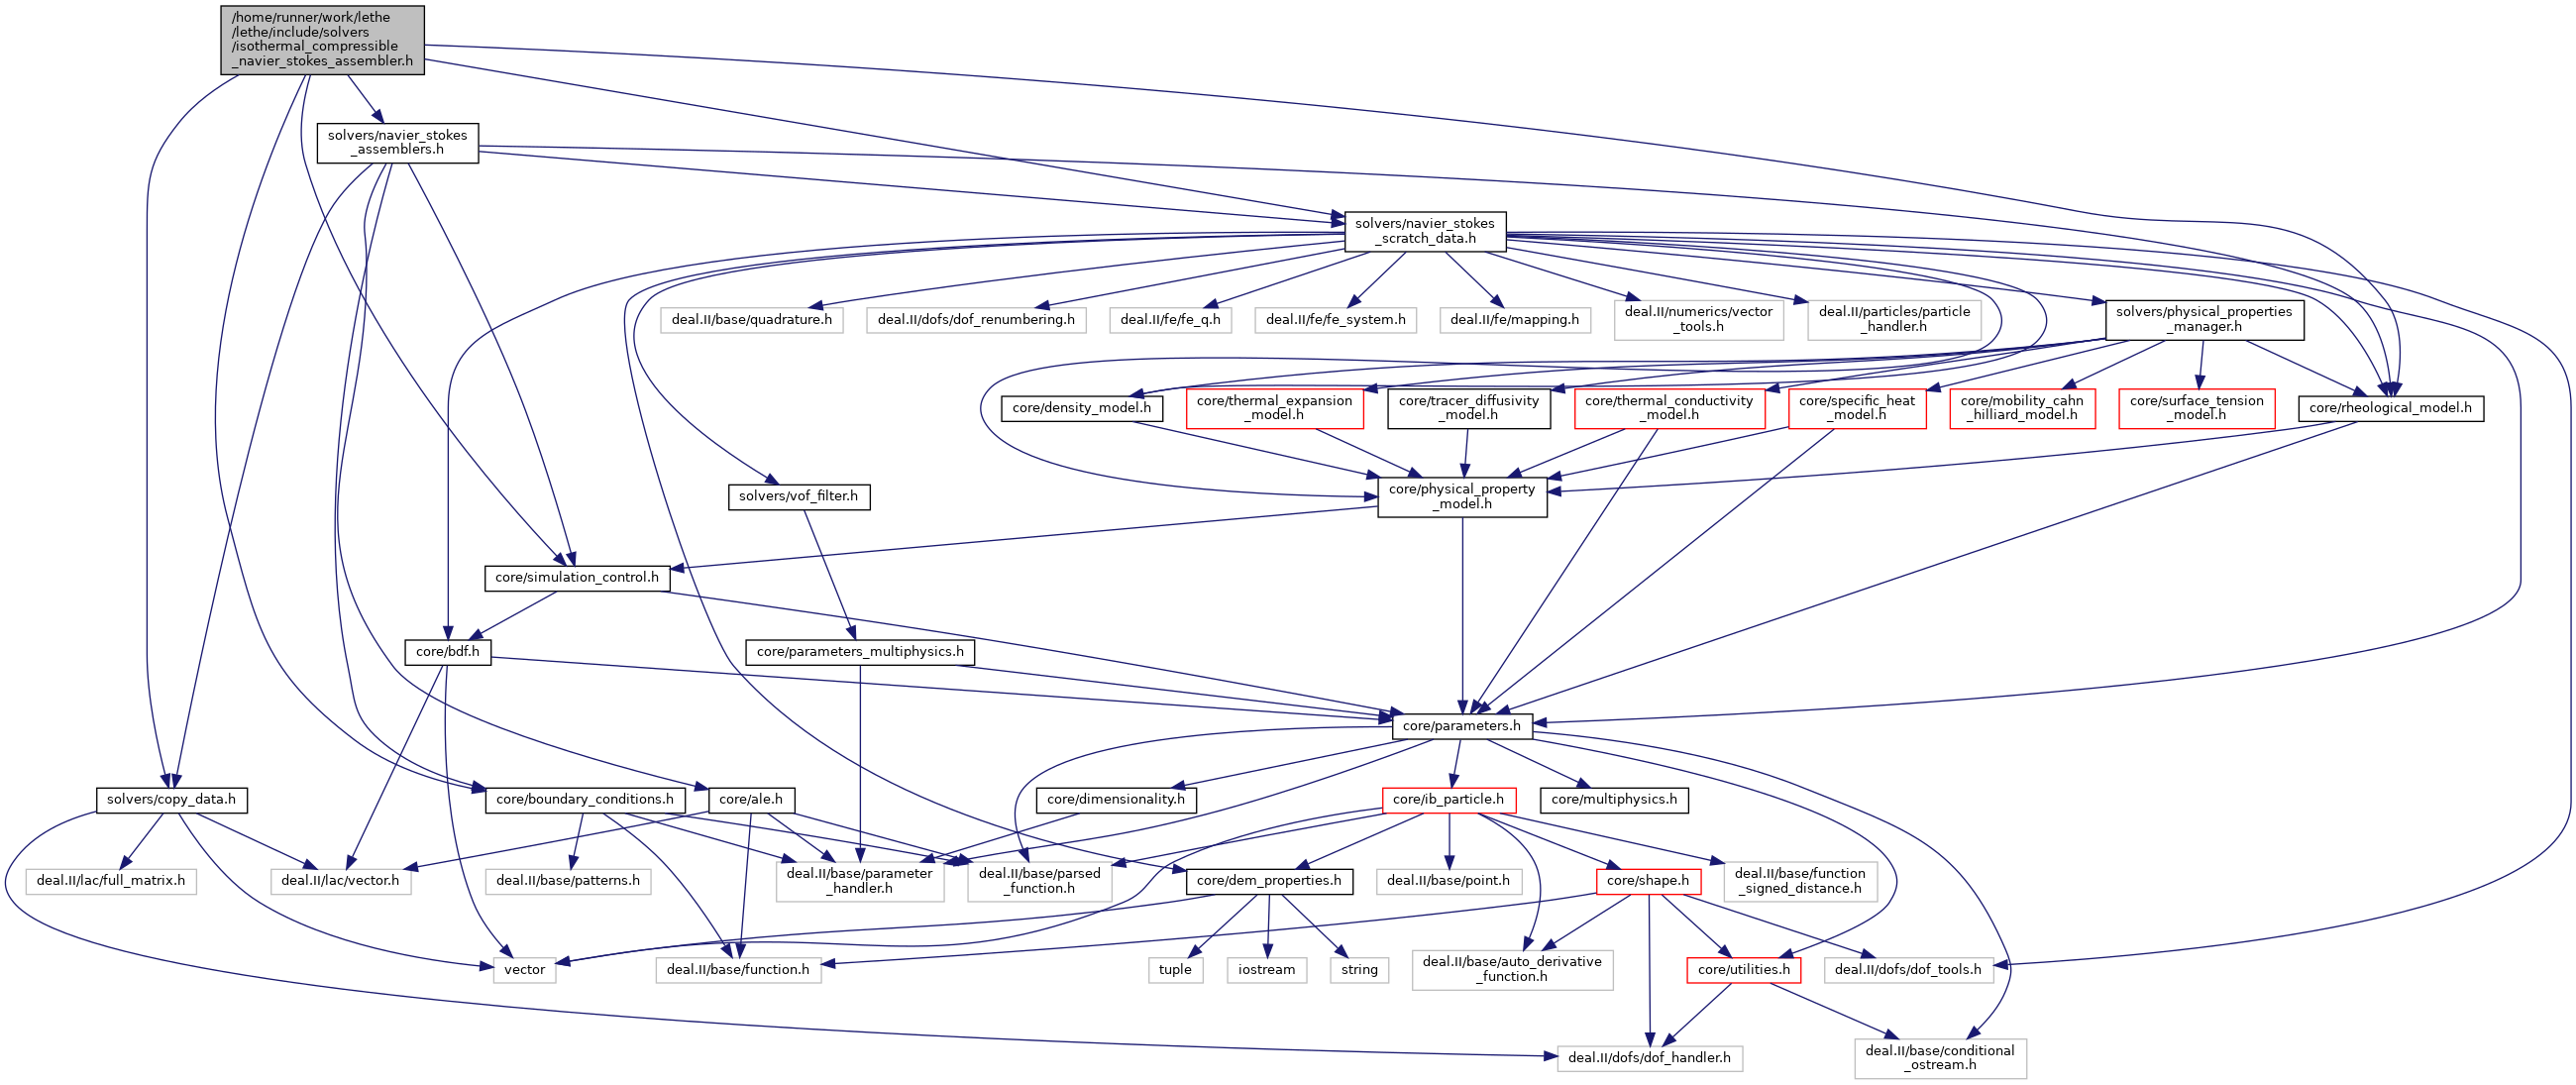 /home/runner/work/lethe
/lethe/include/solvers
/isothermal_compressible
_navier_stokes_assembler.h
solvers/navier_stokes
_assemblers.h
solvers/navier_stokes
_scratch_data.h
deal.II/base/quadrature.h
deal.II/dofs/dof_renumbering.h
deal.II/fe/fe_q.h
deal.II/fe/fe_system.h
deal.II/fe/mapping.h
deal.II/numerics/vector
_tools.h
deal.II/particles/particle
_handler.h
solvers/physical_properties
_manager.h
core/density_model.h
core/thermal_expansion
_model.h
core/tracer_diffusivity
_model.h
core/thermal_conductivity
_model.h
core/specific_heat
_model.h
core/mobility_cahn
_hilliard_model.h
core/surface_tension
_model.h
core/rheological_model.h
solvers/vof_filter.h
core/physical_property
_model.h
core/simulation_control.h
core/bdf.h
core/parameters_multiphysics.h
core/parameters.h
solvers/copy_data.h
core/boundary_conditions.h
core/ale.h
core/dimensionality.h
core/ib_particle.h
core/multiphysics.h
deal.II/lac/full_matrix.h
deal.II/lac/vector.h
deal.II/base/patterns.h
deal.II/base/parameter
_handler.h
deal.II/base/parsed
_function.h
core/dem_properties.h
deal.II/base/point.h
core/shape.h
deal.II/base/function
_signed_distance.h
vector
deal.II/base/function.h
tuple
iostream
string
deal.II/base/auto_derivative
_function.h
core/utilities.h
deal.II/dofs/dof_tools.h
deal.II/dofs/dof_handler.h
deal.II/base/conditional
_ostream.h